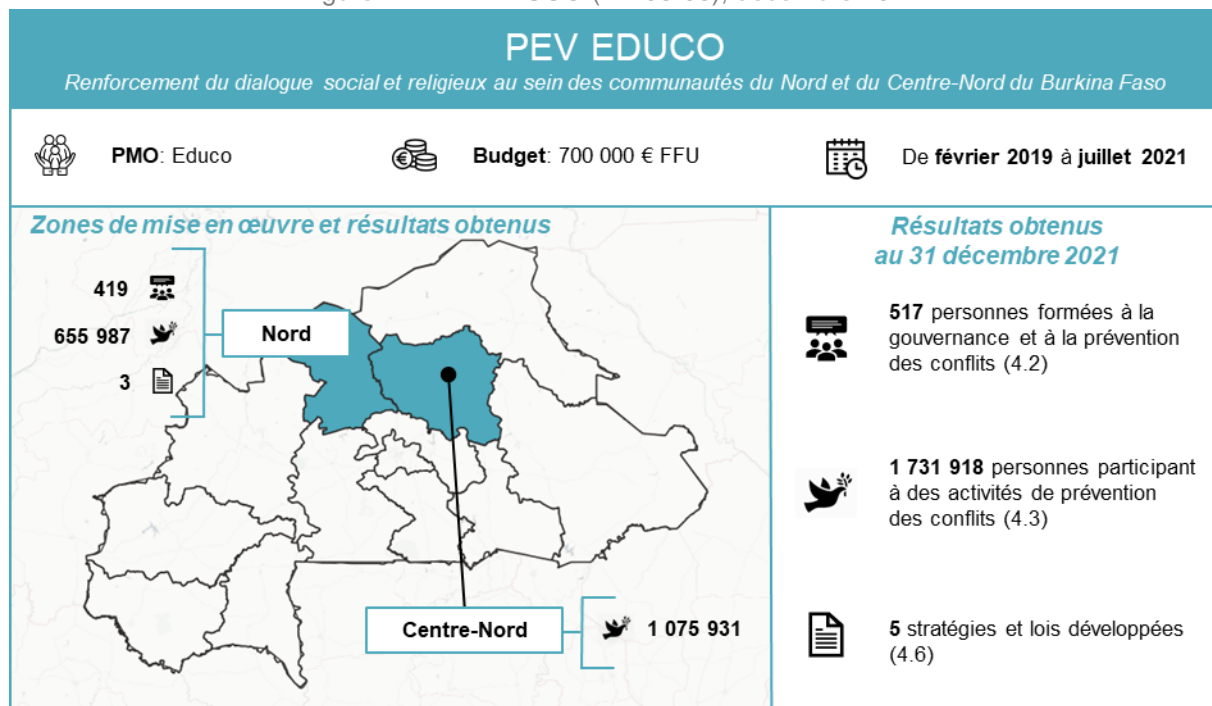 PEV EDUCO
Renforcement du dialogue social et religieux au sein des communautés du Nord et du Centre-Nord du Burkina Faso
PMO: Educo
Budget: 700 000 € FFU
De février 2019 à juillet 2021
Zones de mise en œuvre et résultats obtenus
419
655 987
3
Nord
Centre-Nord
1 075 931
Résultats obtenus
au 31 décembre 2021
517 personnes formées à la
gouvernance et à la prévention
des conflits (4.2)
1 731 918 personnes participant
à des activités de prévention
des conflits (4.3)
5 stratégies et lois développées
(4.6)